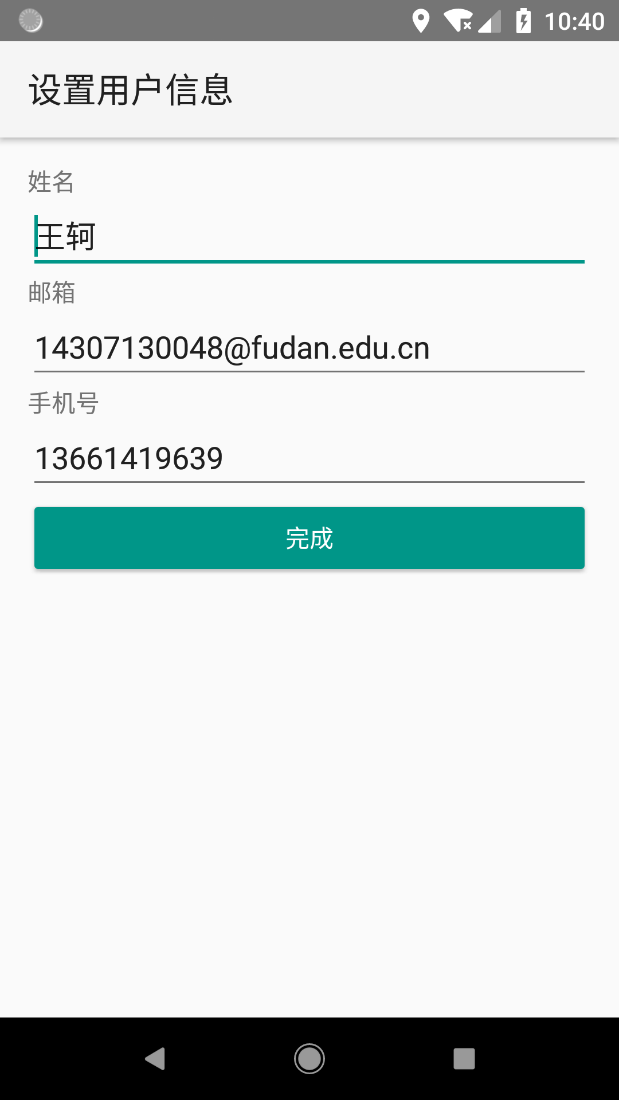 10:40
设置用户信息
姓名
王轲
邮箱
14307130048@fudan.edu.cn
手机号
13661419639
完成